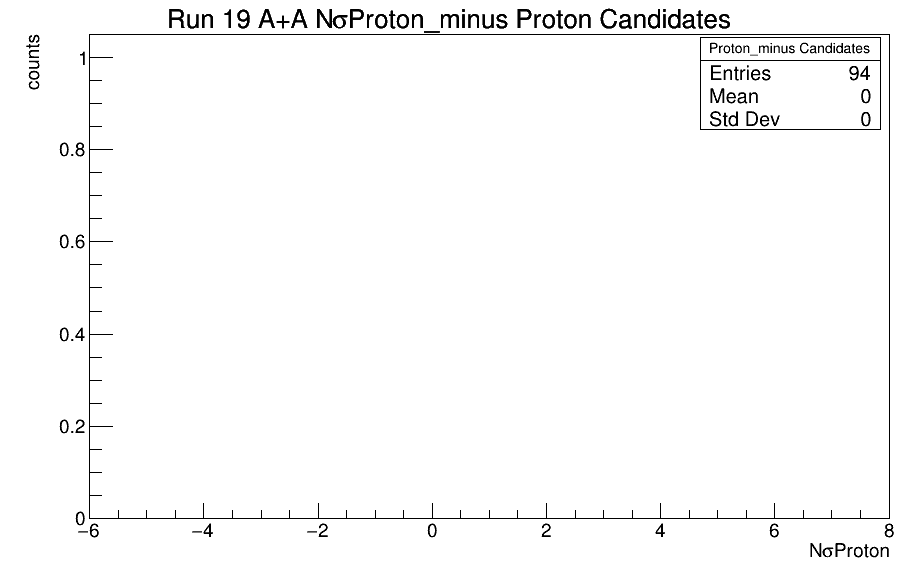 Run 19 A+A NσProton_minus Proton Candidates
counts
Proton_minus Candidates
Entries 94
Mean 0
Std Dev 0
1
0.8
0.6
0.4
0.2
0
−6 −4 −2 0 2 4 6 8
NσProton